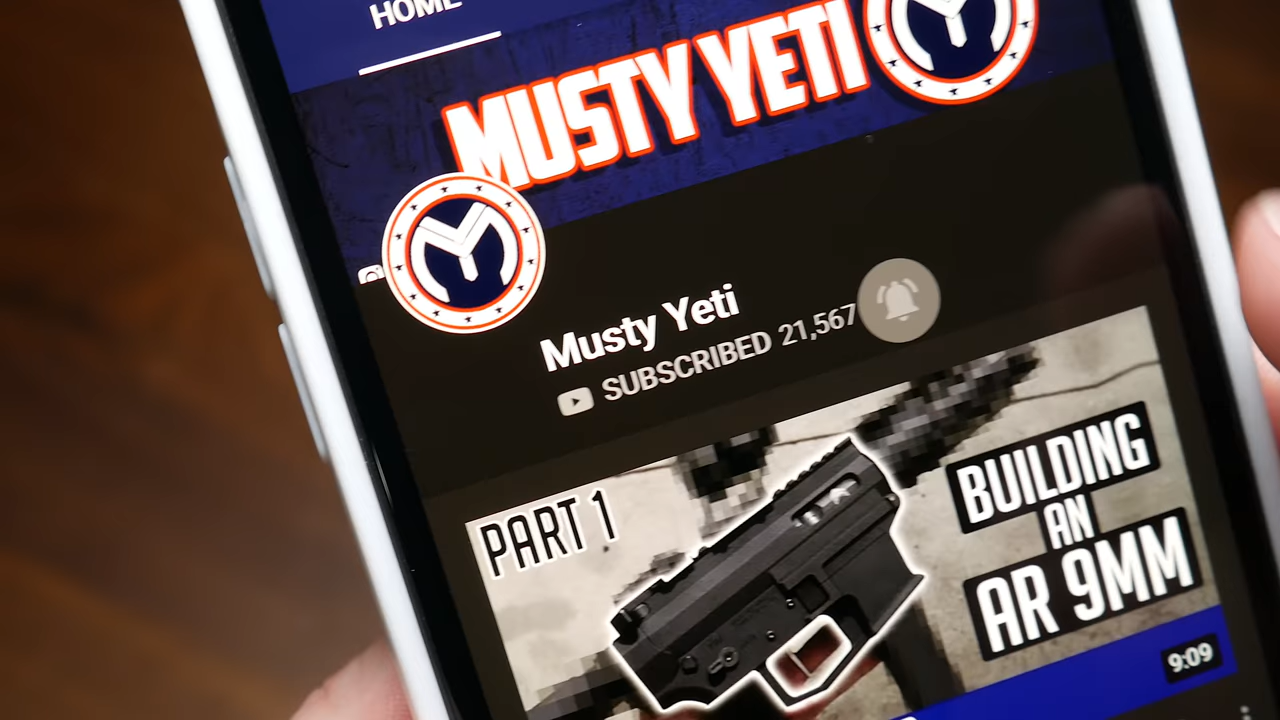 HOME
MUSTY YETI
Musty Yeti
SUBSCRIBED 21,567
PART 1
BUILDING
AN
AR 9MM
9:09